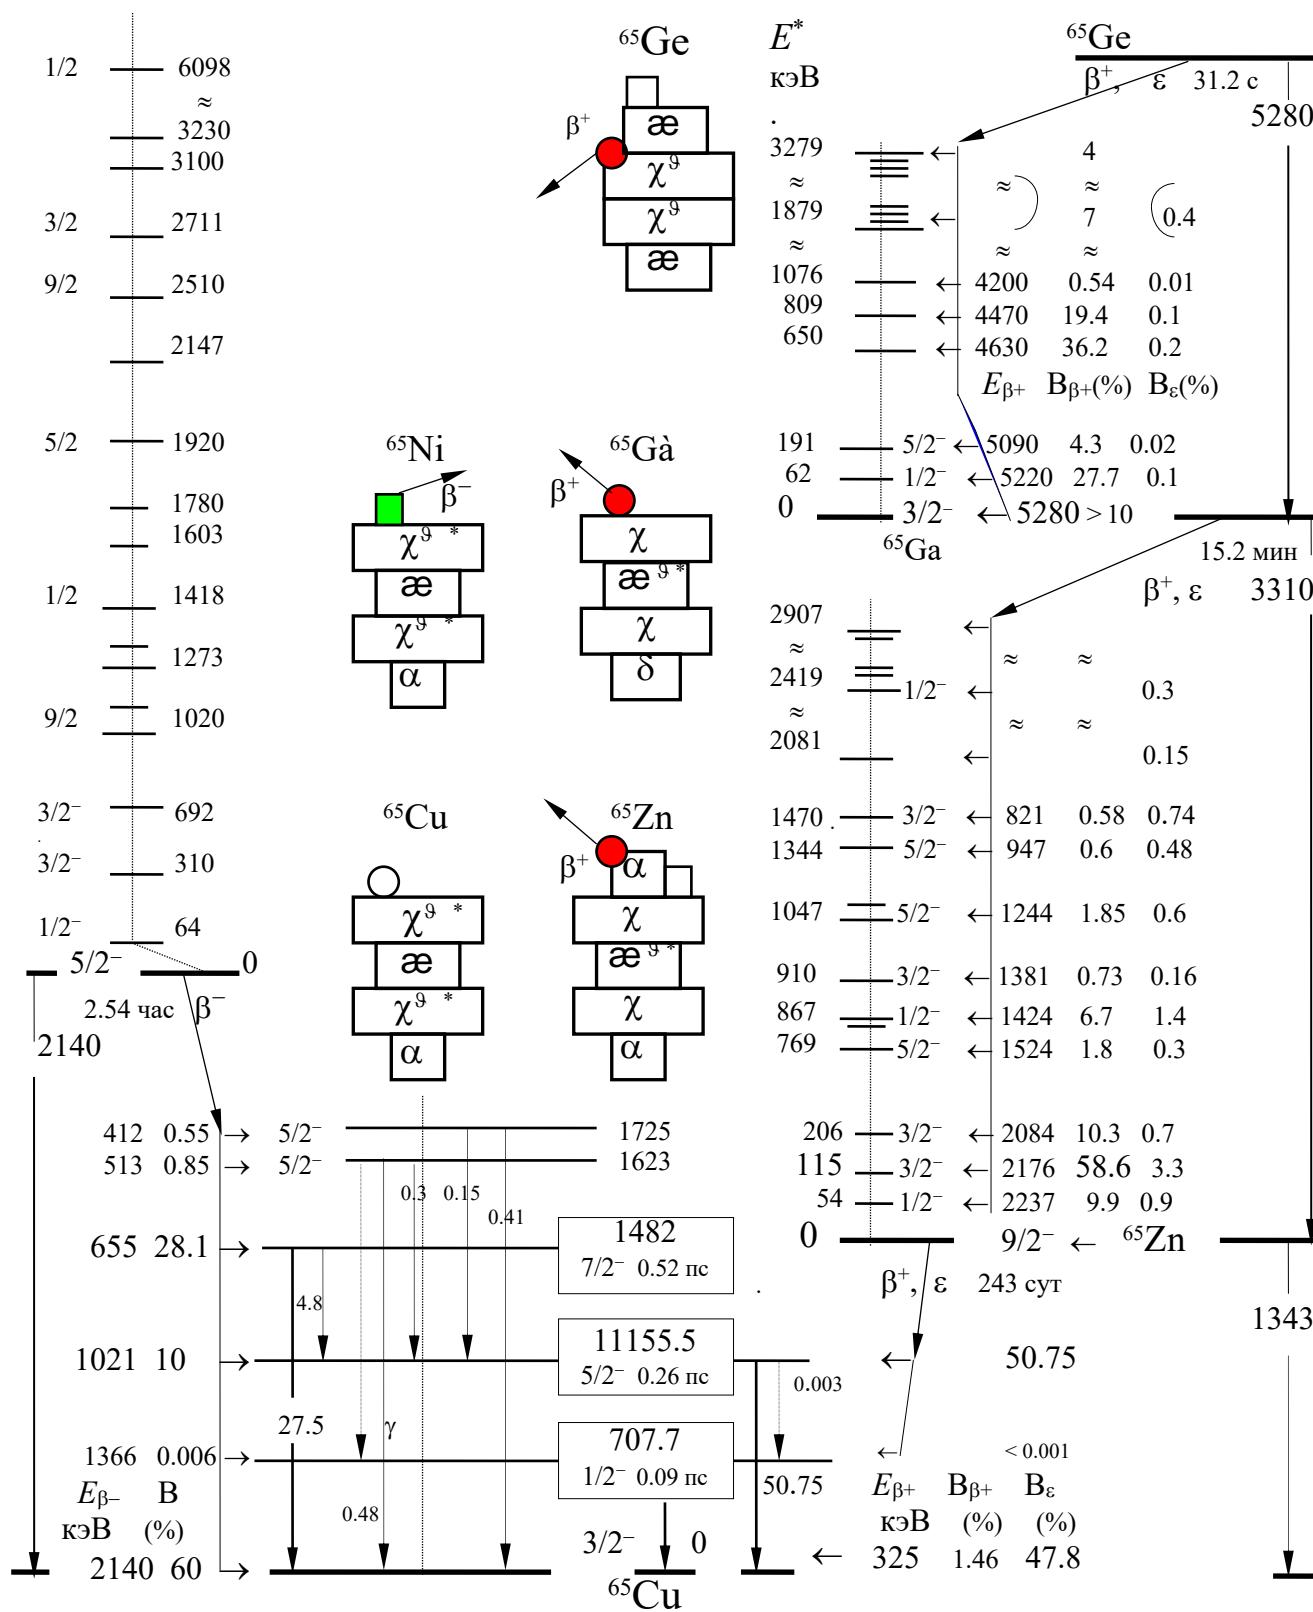 ⁶⁵Ge
E*
кэВ
.
⁶⁵Ge
β⁺, ε 31.2 с
5280
1/2 6098
≈
3230
3100
3/2 2711
9/2 2510
2147
5/2 1920
1780
1603
1/2 1418
1273
9/2 1020
3/2⁻ 692
.
3/2⁻ 310
1/2⁻ 64
5/2⁻ 0
2.54 час β⁻
2140
æ
β⁺
χ^ϑ
χ^ϑ
æ
3279 ← 4
≈ ≈ ≈
1879 ← 7 0.4
≈ ≈ ≈
1076 ← 4200 0.54 0.01
809 ← 4470 19.4 0.1
650 ← 4630 36.2 0.2
Eβ+ Bβ+(%) Bε(%)
191 5/2⁻ ← 5090 4.3 0.02
62 1/2⁻ ← 5220 27.7 0.1
0 3/2⁻ ← 5280 > 10
⁶⁵Ga
15.2 мин
β⁺, ε 3310
⁶⁵Ni
β⁻
χ^ϑ *
æ
χ^ϑ *
α
⁶⁵Gà
β⁺
χ
æ^ϑ *
χ
δ
2907 ←
≈ ≈ ≈
2419 1/2⁻ ← 0.3
≈ ≈ ≈
2081 ← 0.15
1470 . 3/2⁻ ← 821 0.58 0.74
1344 5/2⁻ ← 947 0.6 0.48
1047 5/2⁻ ← 1244 1.85 0.6
910 3/2⁻ ← 1381 0.73 0.16
867 1/2⁻ ← 1424 6.7 1.4
769 5/2⁻ ← 1524 1.8 0.3
206 3/2⁻ ← 2084 10.3 0.7
115 3/2⁻ ← 2176 58.6 3.3
54 1/2⁻ ← 2237 9.9 0.9
0 9/2⁻ ← ⁶⁵Zn
β⁺, ε 243 сут
1343
⁶⁵Cu
χ^ϑ *
æ
χ^ϑ *
α
⁶⁵Zn
β⁺ α
χ
æ^ϑ *
χ
α
412 0.55 → 5/2⁻ 1725
513 0.85 → 5/2⁻ 1623
0.3 0.15
0.41
655 28.1 → 1482
7/2⁻ 0.52 пс
4.8 .
1021 10 → 11155.5 ← 50.75
5/2⁻ 0.26 пс 0.003
27.5 γ
1366 0.006 → 707.7 ← < 0.001
1/2⁻ 0.09 пс 50.75
Eβ− B Eβ+ Bβ+ Bε
0.48
кэВ (%) кэВ (%) (%)
3/2⁻ 0
2140 60 → ← 325 1.46 47.8
⁶⁵Cu